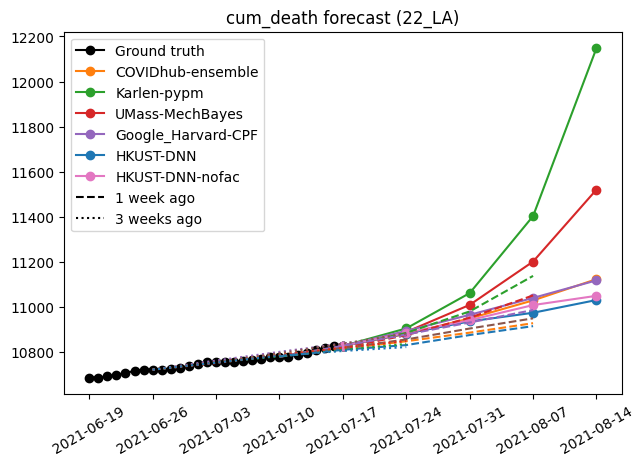 cum_death forecast (22_LA)
12200
12000
11800
11600
11400
11200
11000
10800
Ground truth
COVIDhub-ensemble
Karlen-pypm
UMass-MechBayes
Google_Harvard-CPF
HKUST-DNN
HKUST-DNN-nofac
1 week ago
3 weeks ago
2021-06-19
2021-06-26
2021-07-03
2021-07-10
2021-07-17
2021-07-24
2021-07-31
2021-08-07
2021-08-14